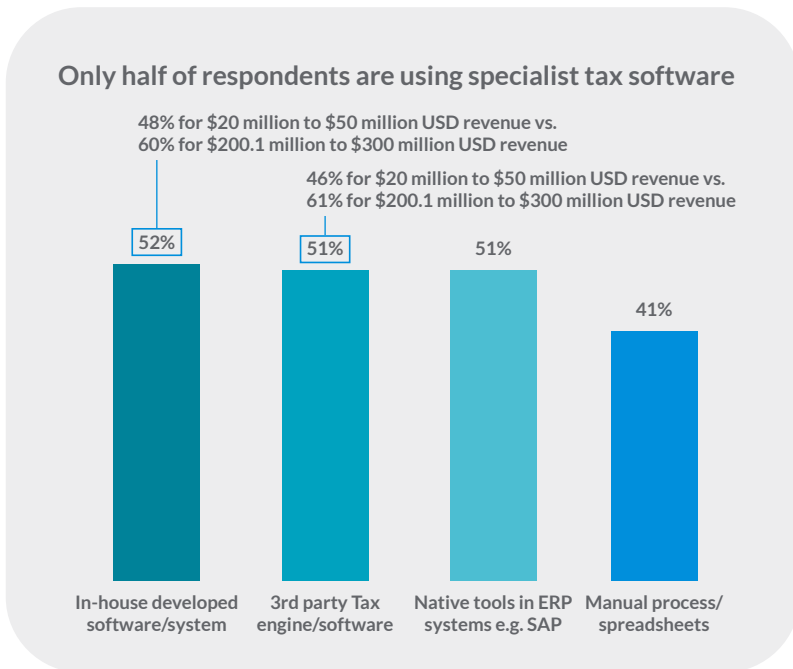 Only half of respondents are using specialist tax software
48% for $20 million to $50 million USD revenue vs.
60% for $200.1 million to $300 million USD revenue
46% for $20 million to $50 million USD revenue vs.
61% for $200.1 million to $300 million USD revenue
52%
51%
51%
41%
In-house developed
software/system
3rd party Tax
engine/software
Native tools in ERP
systems e.g. SAP
Manual process/
spreadsheets